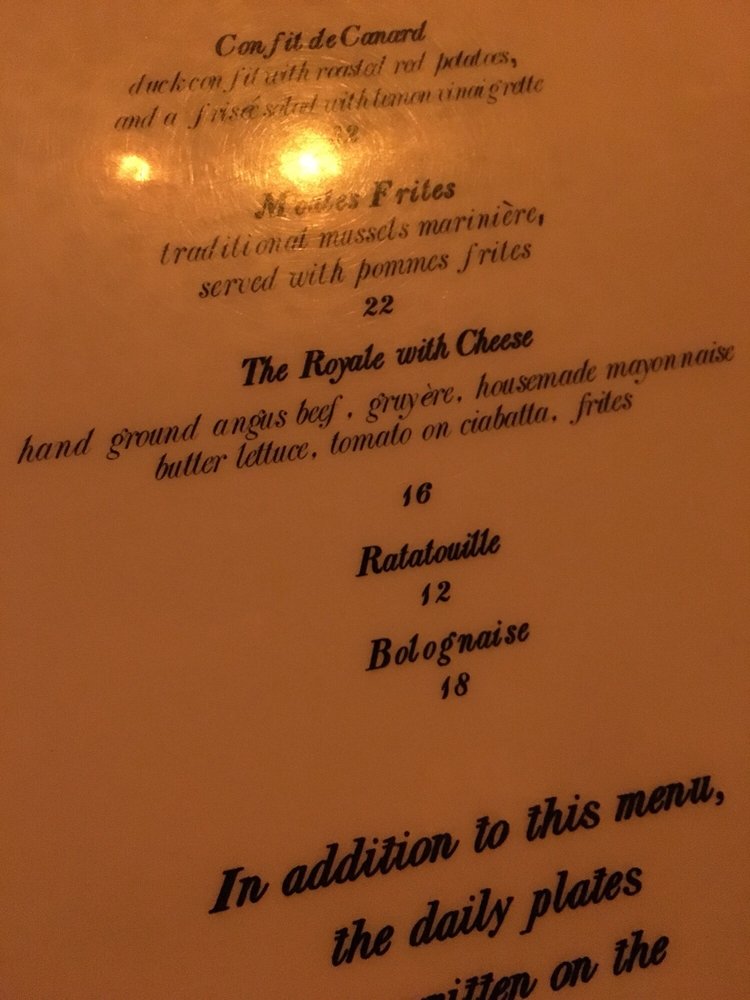 Confit de Canard
duck confit with roasted red potatoes,
and a frisée salad with lemon vinaigrette
Moules Frites
traditional mussels marinière,
served with pommes frites
22
The Royale with Cheese
hand ground angus beef, gruyère, housemade mayonnaise
butter lettuce, tomato on ciabatta, frites
16
Ratatouille
12
Bolognaise
18
In addition to this menu,
the daily plates
on the